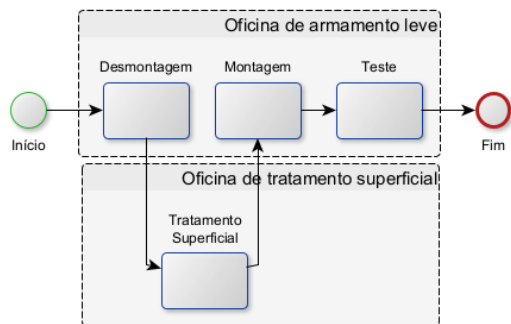 Oficina de armamento leve
Desmontagem
Montagem
Teste
Início
Fim
Oficina de tratamento superficial
Tratamento
Superficial